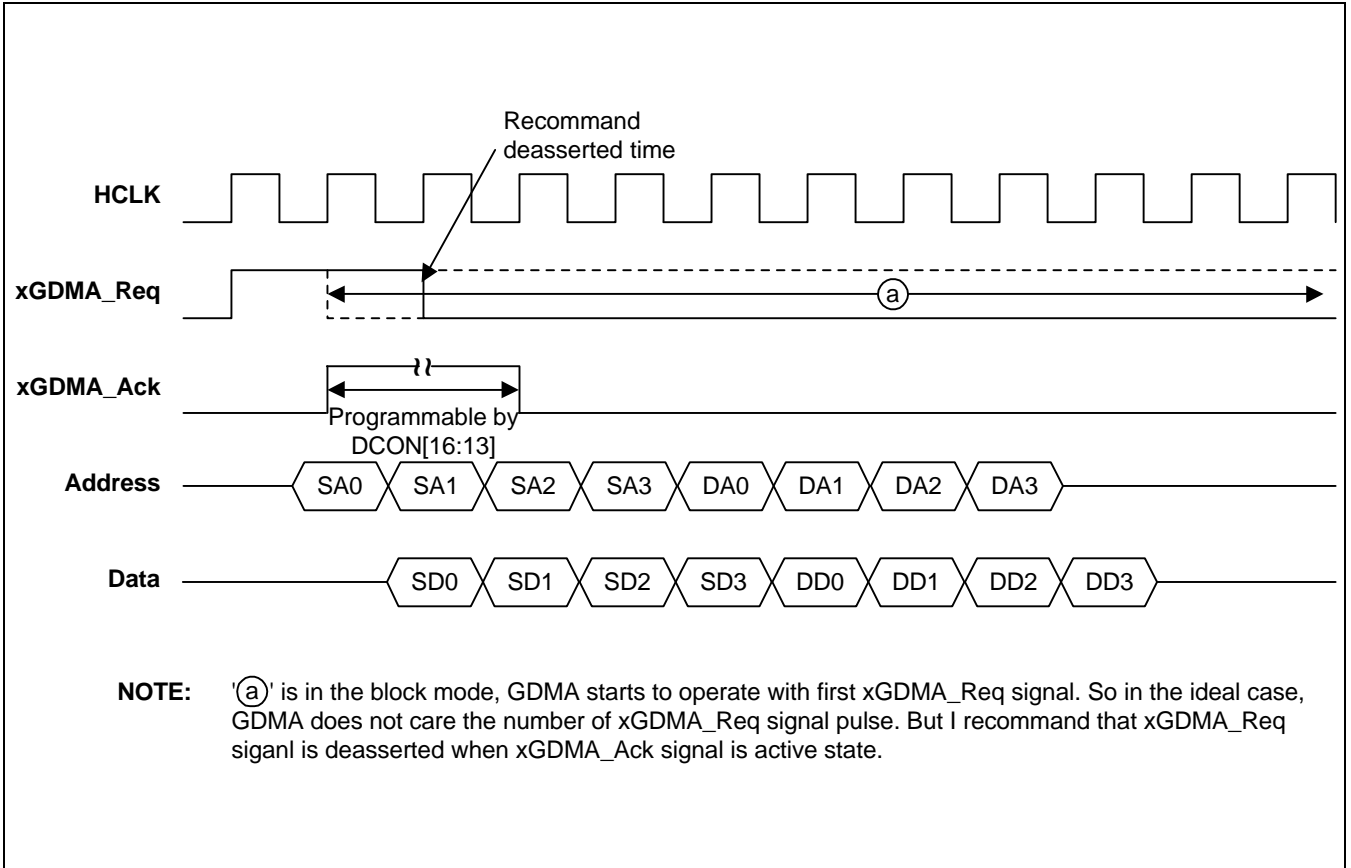 Recommand
deasserted time
HCLK
xGDMA_Req
a
xGDMA_Ack
Programmable by
DCON[16:13]
Address
SA0 SA1 SA2 SA3 DA0 DA1 DA2 DA3
Data
SD0 SD1 SD2 SD3 DD0 DD1 DD2 DD3
NOTE: 'ⓐ' is in the block mode, GDMA starts to operate with first xGDMA_Req signal. So in the ideal case,
GDMA does not care the number of xGDMA_Req signal pulse. But I recommand that xGDMA_Req
siganl is deasserted when xGDMA_Ack signal is active state.